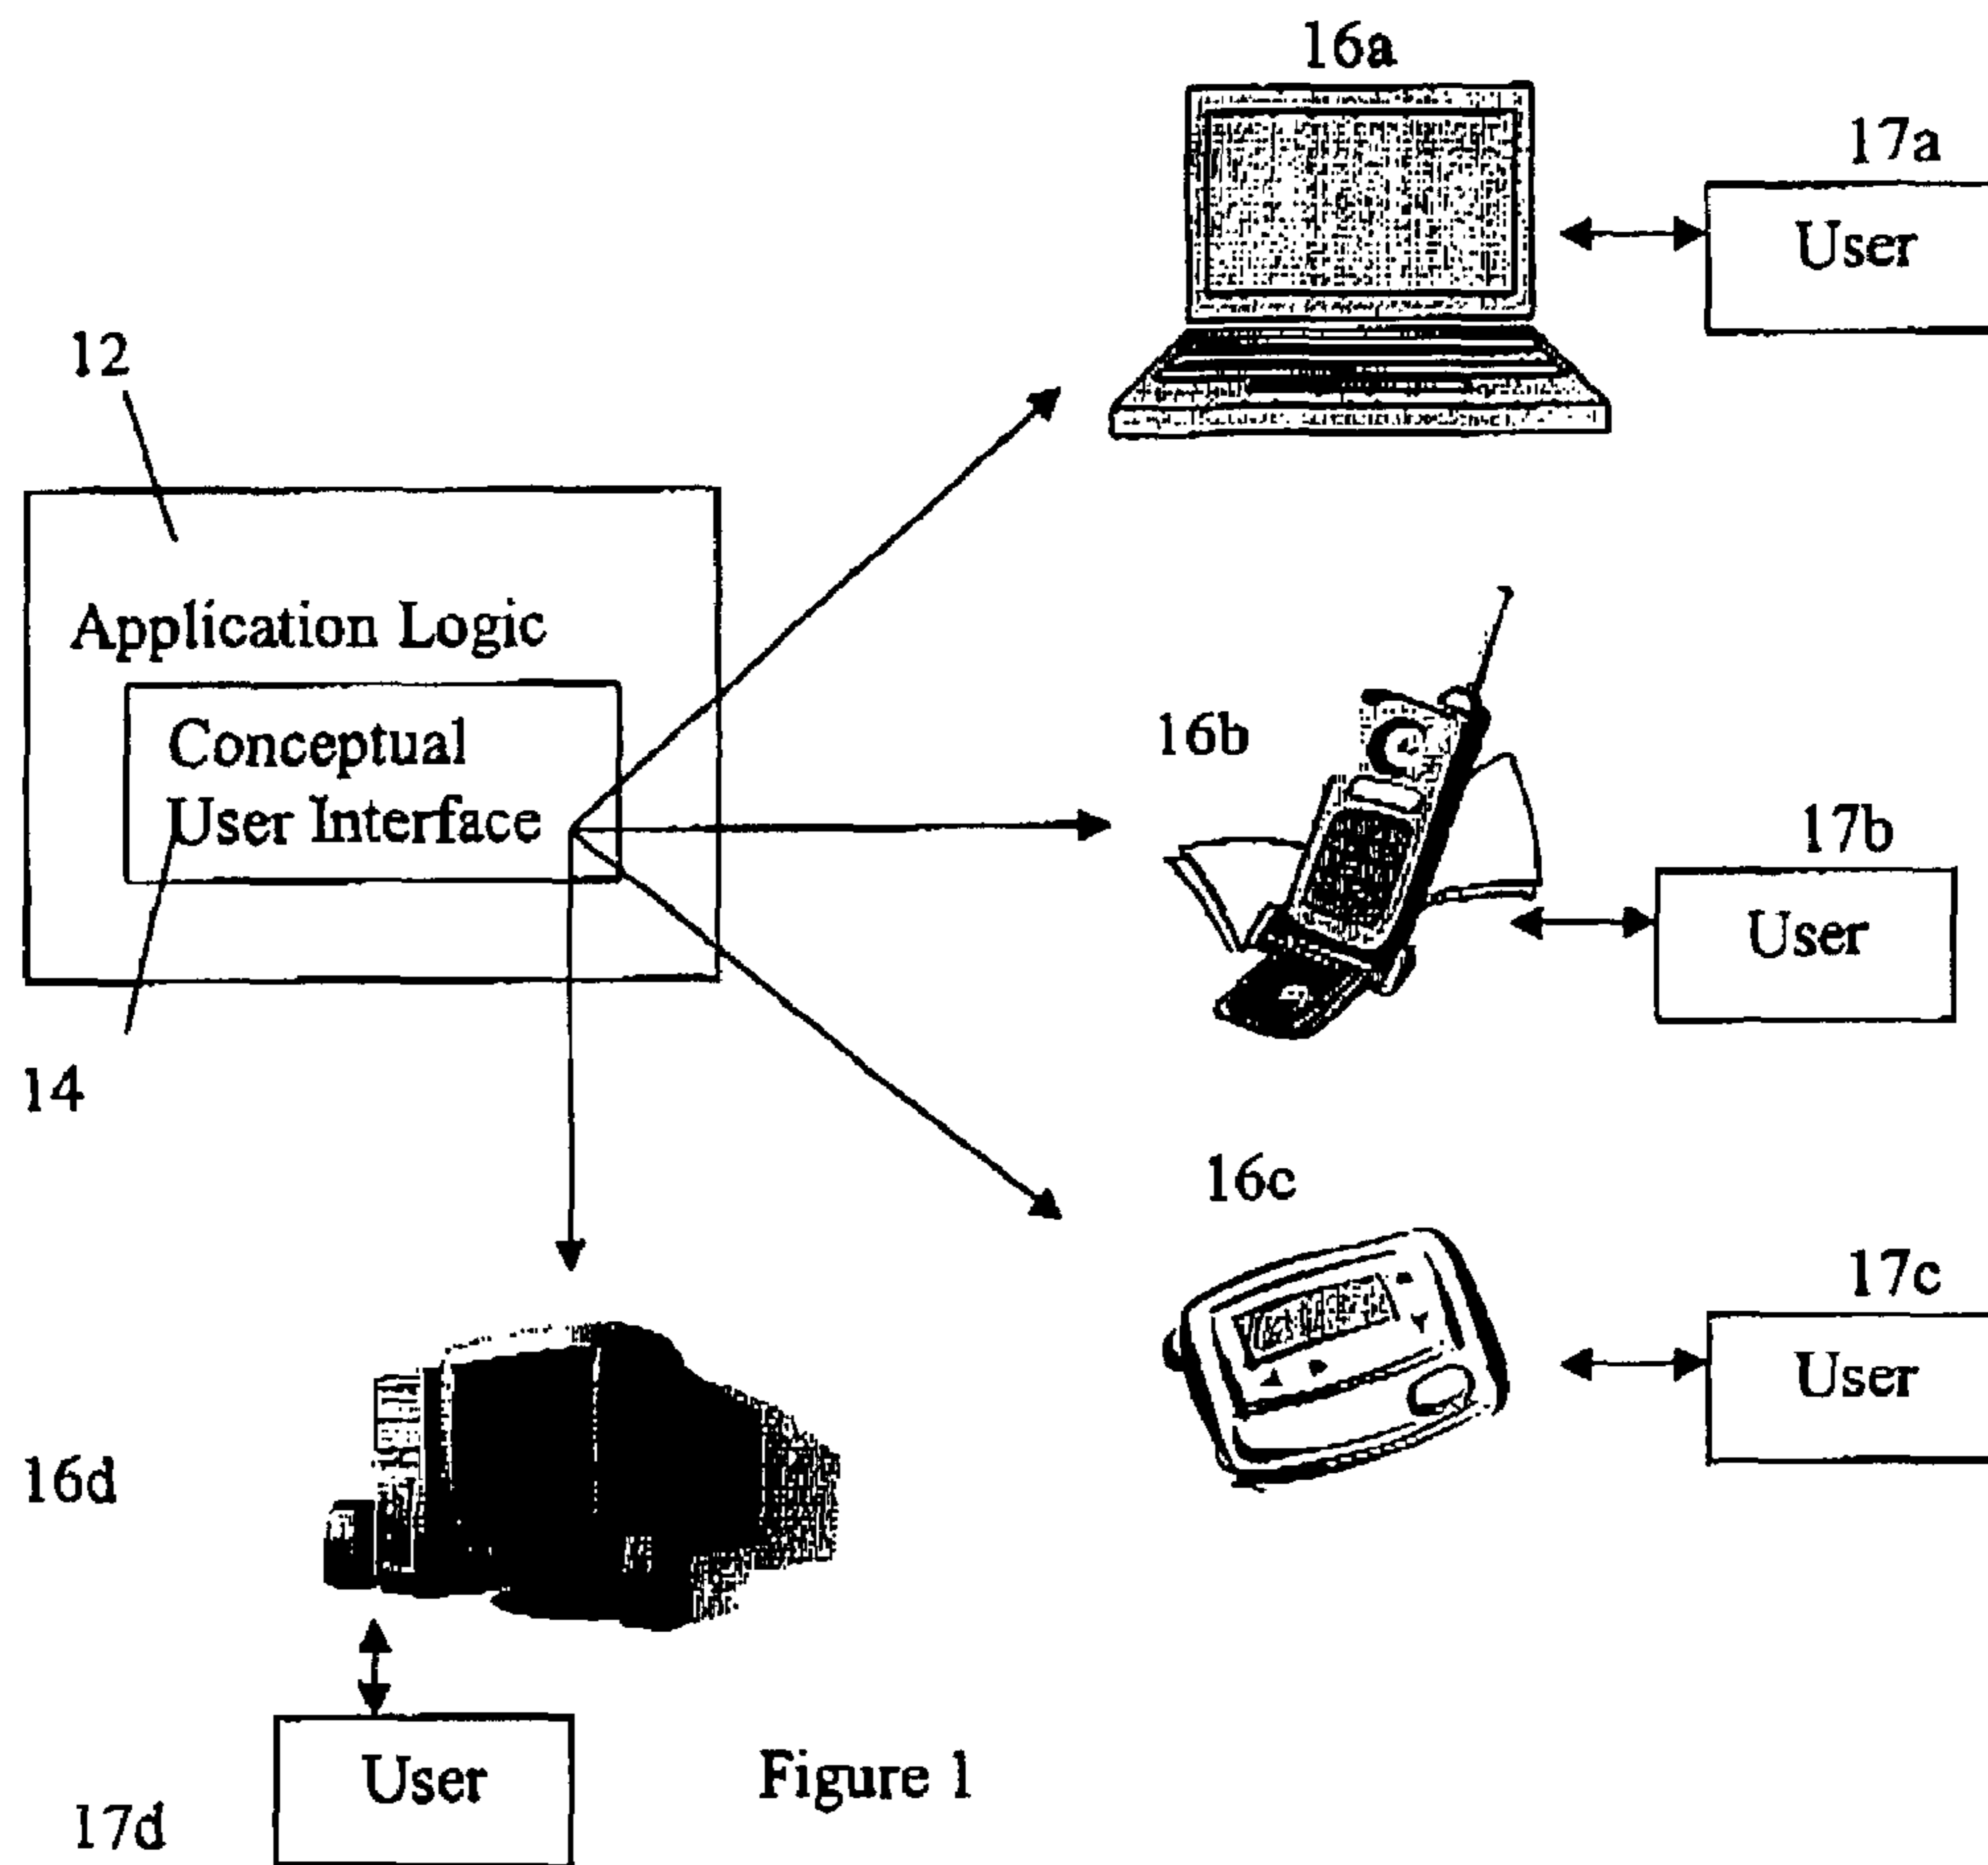 16a
17a
User
12
Application Logic
Conceptual
User Interface
14
16b
17b
User
16c
17c
User
16d
User
17d
Figure 1